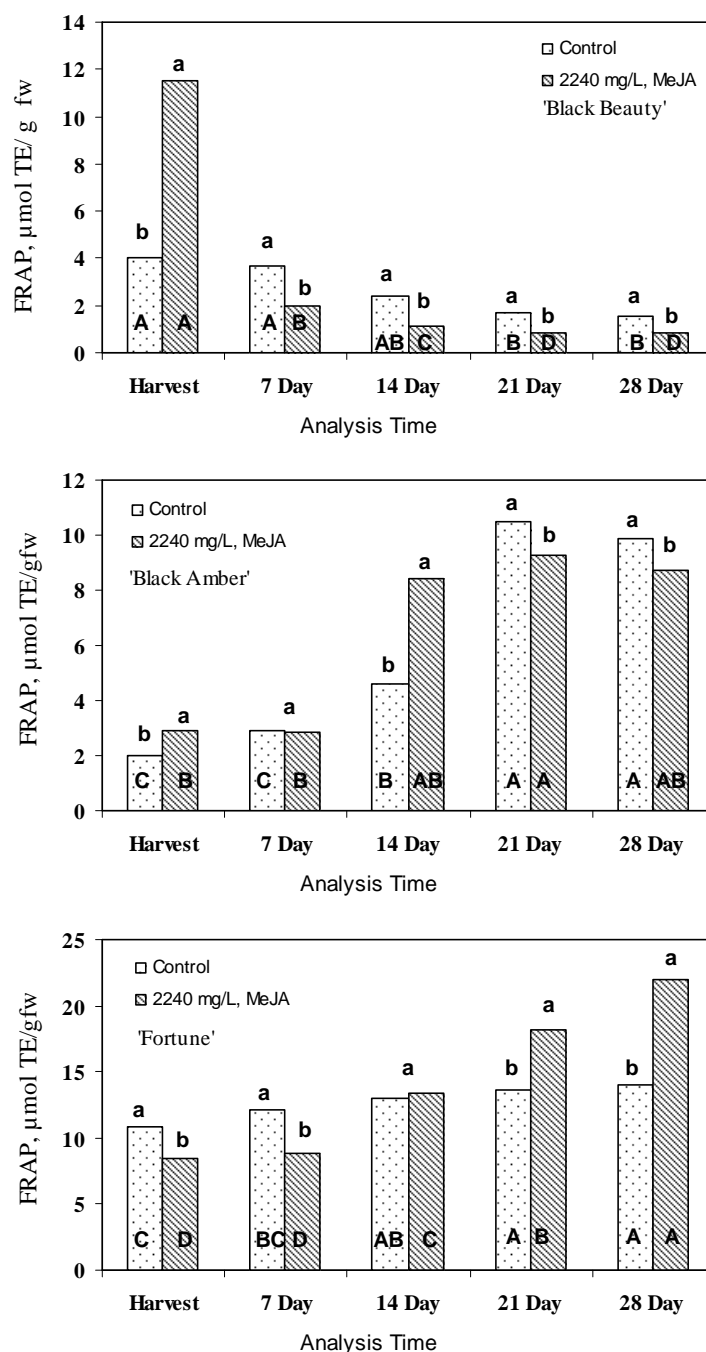 FRAP, µmol TE/ g fw
14
12
10
8
6
4
2
0
Control
2240 mg/L, MeJA
'Black Beauty'
b a a b a b a b a b
A A A B AB C B D B D
Harvest 7 Day 14 Day 21 Day 28 Day
Analysis Time
FRAP, µmol TE/gfw
12
10
8
6
4
2
0
Control
2240 mg/L, MeJA
'Black Amber'
b a a b a a b a b
C B C B B AB A A A AB
Harvest 7 Day 14 Day 21 Day 28 Day
Analysis Time
FRAP, µmol TE/gfw
25
20
15
10
5
0
Control
2240 mg/L, MeJA
'Fortune'
a b a b a b a b a
C D BC D AB C A B A A
Harvest 7 Day 14 Day 21 Day 28 Day
Analysis Time